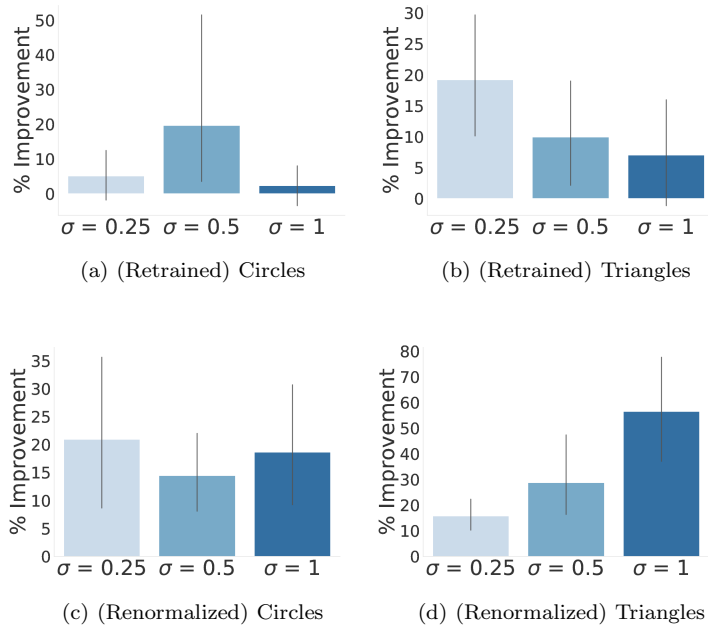 % Improvement
50
40
30
20
10
0
σ = 0.25 σ = 0.5 σ = 1
(a) (Retrained) Circles
% Improvement
30
25
20
15
10
5
0
σ = 0.25 σ = 0.5 σ = 1
(b) (Retrained) Triangles
% Improvement
35
30
25
20
15
10
5
0
σ = 0.25 σ = 0.5 σ = 1
(c) (Renormalized) Circles
% Improvement
80
70
60
50
40
30
20
10
0
σ = 0.25 σ = 0.5 σ = 1
(d) (Renormalized) Triangles